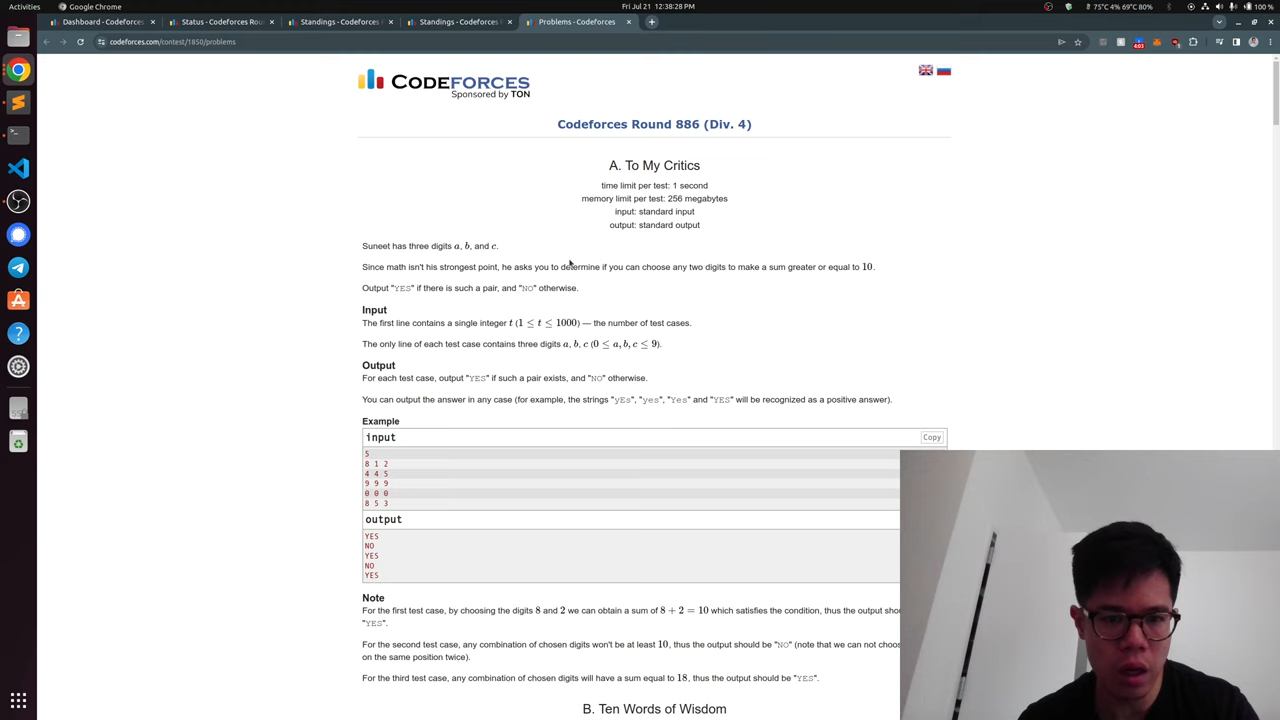 Activities
Google Chrome
Fri Jul 21 12:38:28 PM
75°C 4% 69°C 80%
100 %
Dashboard - Codeforces
Status - Codeforces Rou
Standings - Codeforces
Standings - Codeforces
Problems - Codeforces
codeforces.com/contest/1850/problems
4:03
CODEFORCES
Sponsored by TON
Codeforces Round 886 (Div. 4)
A. To My Critics
time limit per test: 1 second
memory limit per test: 256 megabytes
input: standard input
output: standard output
Suneet has three digits a, b, and c.
Since math isn't his strongest point, he asks you to determine if you can choose any two digits to make a sum greater or equal to 10.
Output "YES" if there is such a pair, and "NO" otherwise.
Input
The first line contains a single integer t (1 ≤ t ≤ 1000) — the number of test cases.
The only line of each test case contains three digits a, b, c (0 ≤ a, b, c ≤ 9).
Output
For each test case, output "YES" if such a pair exists, and "NO" otherwise.
You can output the answer in any case (for example, the strings "yEs", "yes", "Yes" and "YES" will be recognized as a positive answer).
Example
input
Copy
5
8 1 2
4 4 5
9 9 9
0 0 0
8 5 3
output
YES
NO
YES
NO
YES
Note
For the first test case, by choosing the digits 8 and 2 we can obtain a sum of 8 + 2 = 10 which satisfies the condition, thus the output shou
"YES".
For the second test case, any combination of chosen digits won't be at least 10, thus the output should be "NO" (note that we can not choos
on the same position twice).
For the third test case, any combination of chosen digits will have a sum equal to 18, thus the output should be "YES".
B. Ten Words of Wisdom